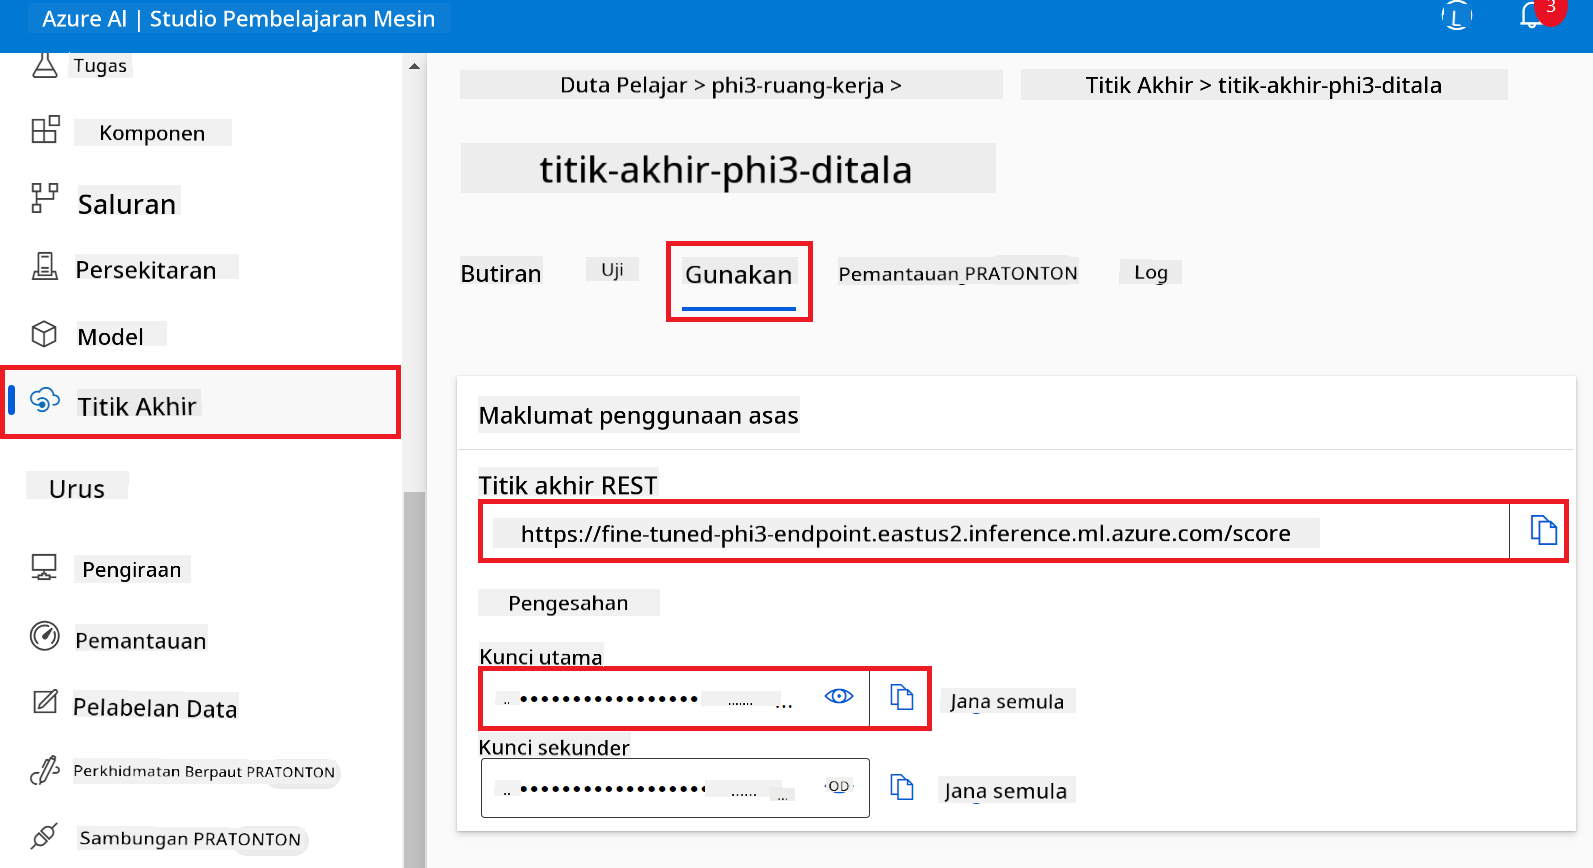 Azure AI | Studio Pembelajaran Mesin
L
3
Tugas
Komponen
Saluran
Persekitaran
Model
Titik Akhir
Urus
Pengiraan
Pemantauan
Pelabelan Data
Perkhidmatan Berpaut PRATONTON
Sambungan PRATONTON
Duta Pelajar > phi3-ruang-kerja >
Titik Akhir > titik-akhir-phi3-ditala
titik-akhir-phi3-ditala
Butiran
Uji
Gunakan
Pemantauan PRATONTON
Log
Maklumat penggunaan asas
Titik akhir REST
https://fine-tuned-phi3-endpoint.eastus2.inference.ml.azure.com/score
Pengesahan
Kunci utama
Jana semula
Kunci sekunder
OD
Jana semula